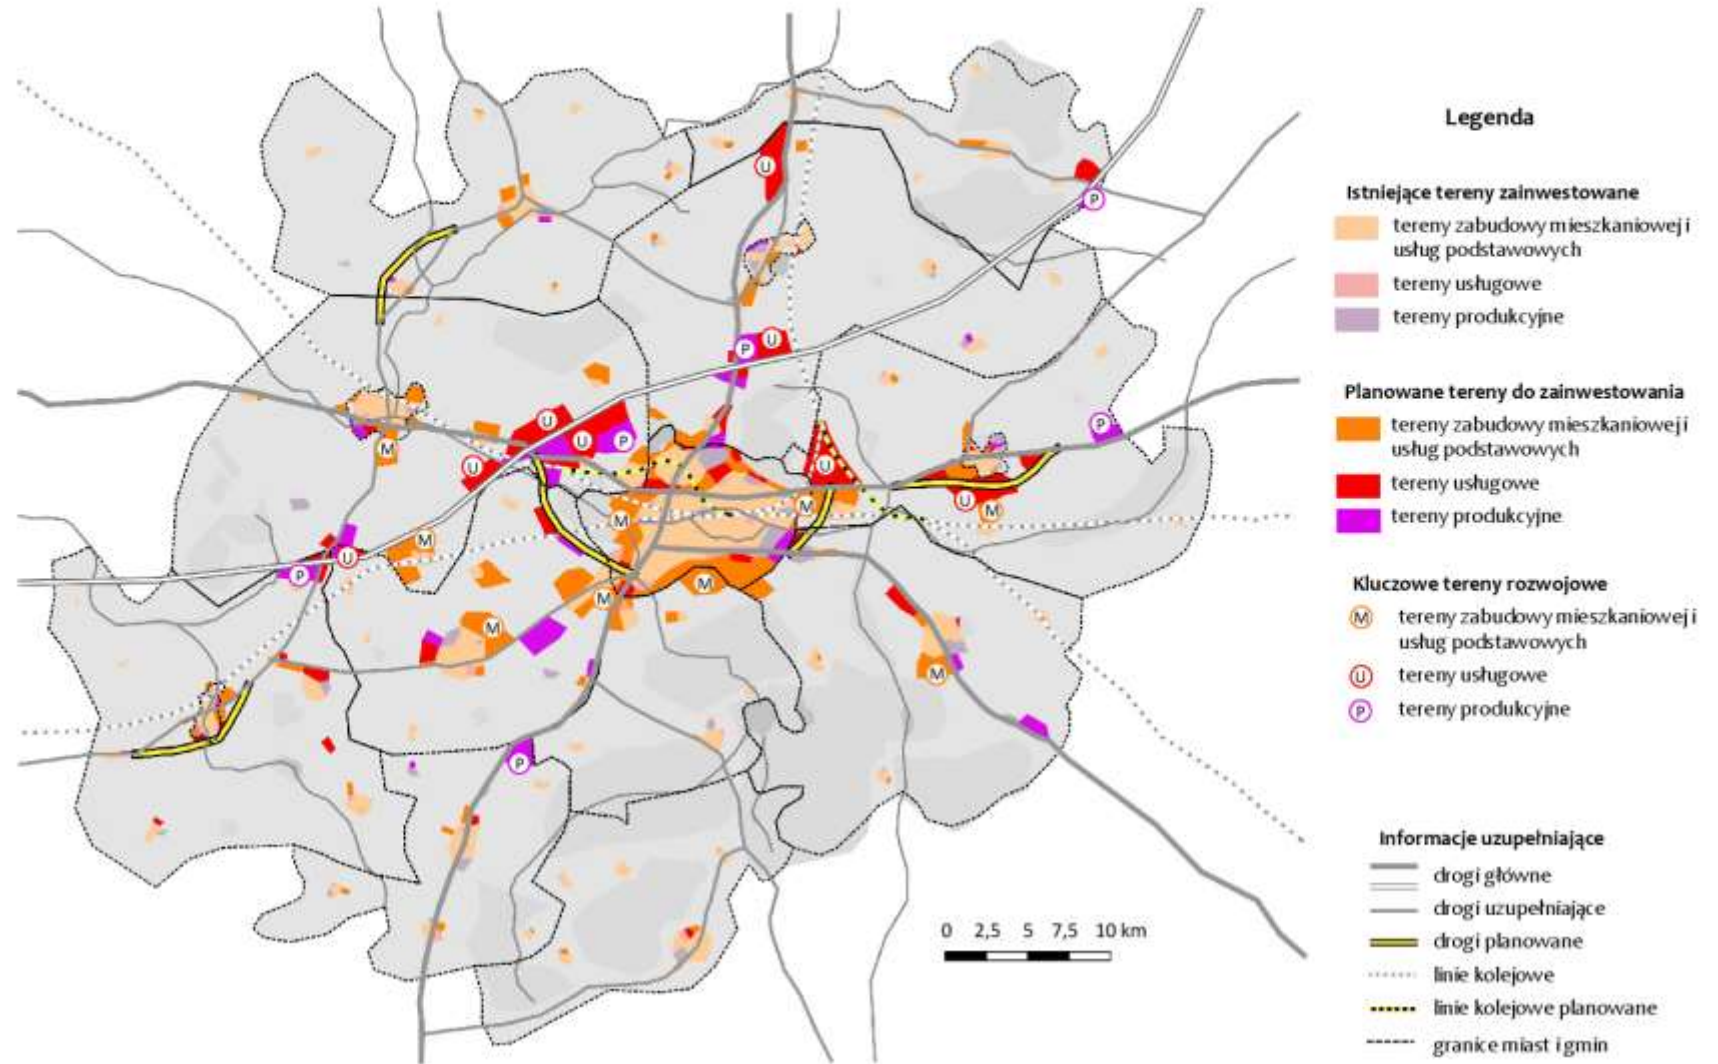 Legenda
Istniejące tereny zainwestowane
tereny zabudowy mieszkaniowej i
usług podstawowych
tereny usługowe
tereny produkcyjne
Planowane tereny do zainwestowania
tereny zabudowy mieszkaniowej i
usług podstawowych
tereny usługowe
tereny produkcyjne
Kluczowe tereny rozwojowe
M tereny zabudowy mieszkaniowej i
usług podstawowych
U tereny usługowe
P tereny produkcyjne
Informacje uzupełniające
drogi główne
drogi uzupełniające
drogi planowane
linie kolejowe
linie kolejowe planowane
granice miast i gmin
0 2,5 5 7,5 10 km
U
P
U
P
U
P
U
U
P
M
U
U
M
M
U
M
M
U
P
M
M
M
M
P